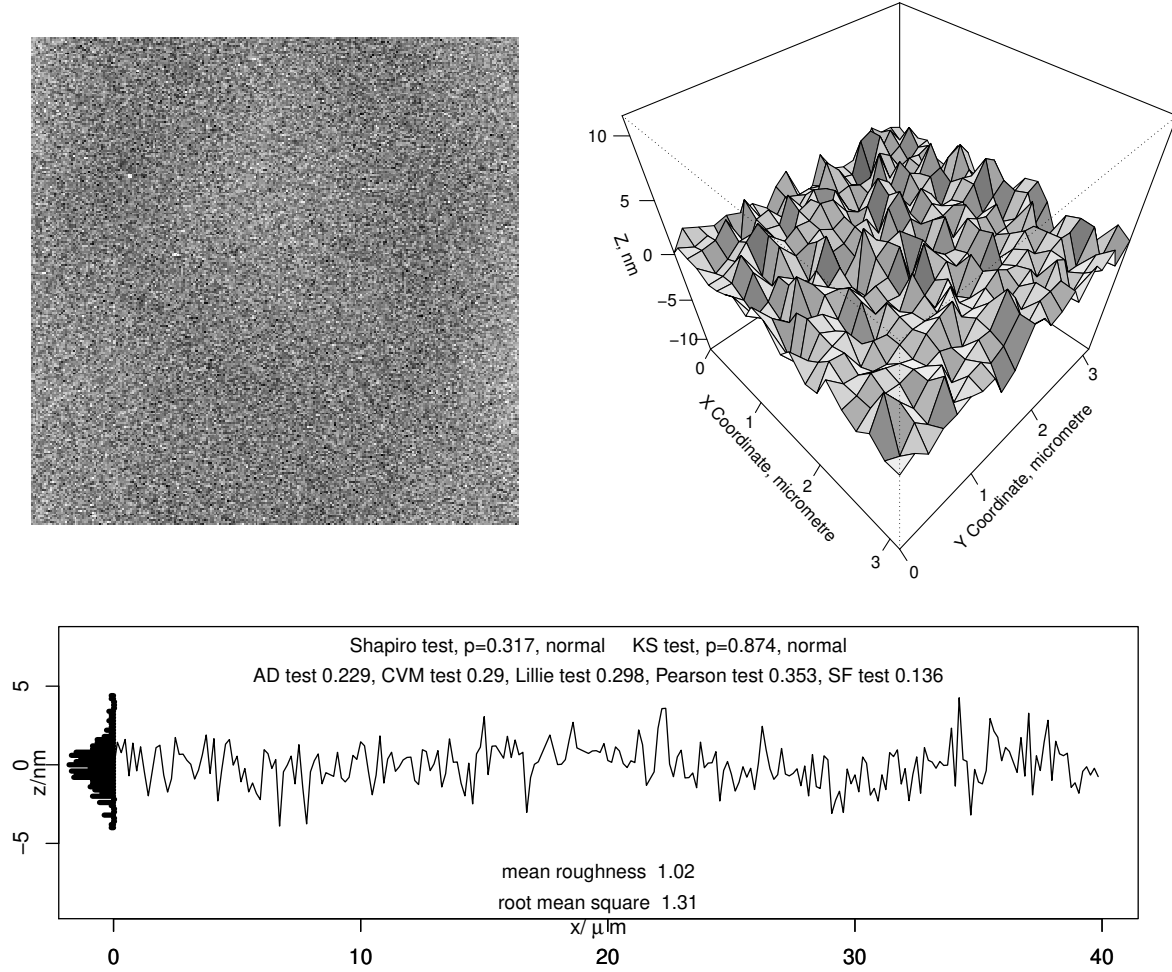 10
5
0
−5
−10
Z, nm
0
1
2
3
X Coordinate, micrometre
0
1
2
3
Y Coordinate, micrometre
Shapiro test, p=0.317, normal KS test, p=0.874, normal
AD test 0.229, CVM test 0.29, Lillie test 0.298, Pearson test 0.353, SF test 0.136
5
0
−5
z/nm
mean roughness 1.02
root mean square 1.31
x/ μm
0 10 20 30 40